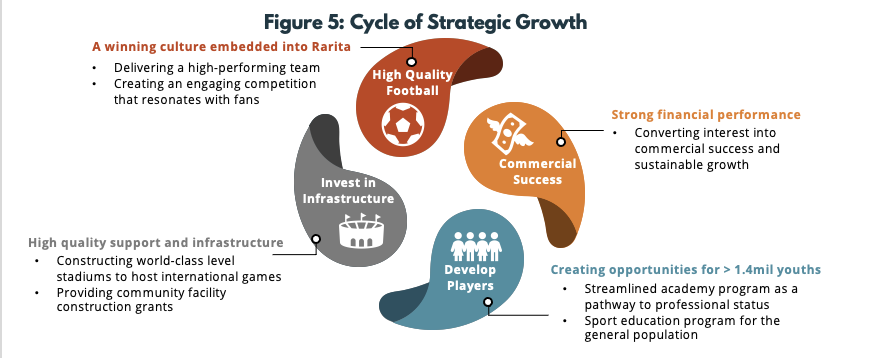 Figure 5: Cycle of Strategic Growth
A winning culture embedded into Rarita
• Delivering a high-performing team
• Creating an engaging competition
that resonates with fans
High Quality
Football
Strong financial performance
• Converting interest into
commercial success and
sustainable growth
Commercial
Success
Invest in
Infrastructure
High quality support and infrastructure
• Constructing world-class level
stadiums to host international games
• Providing community facility
construction grants
Develop
Players
Creating opportunities for > 1.4mil youths
• Streamlined academy program as a
pathway to professional status
• Sport education program for the
general population